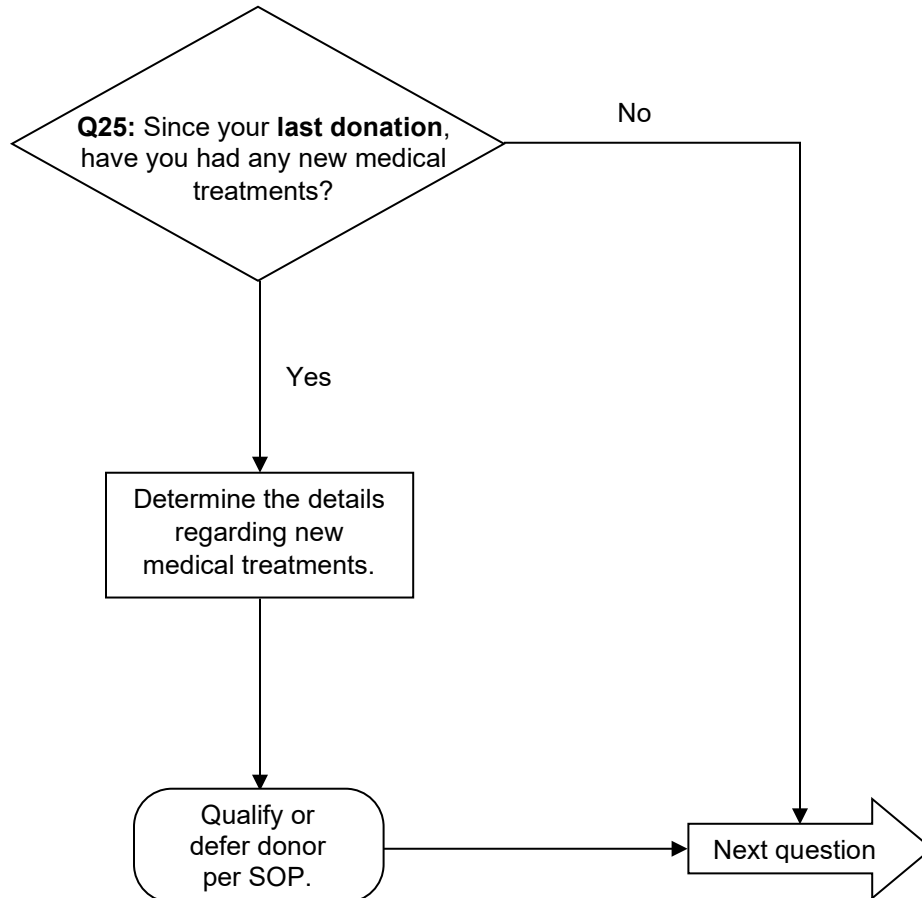 Q25: Since your last donation,
have you had any new medical
treatments?
No
Yes
Determine the details
regarding new
medical treatments.
Qualify or
defer donor
per SOP.
Next question